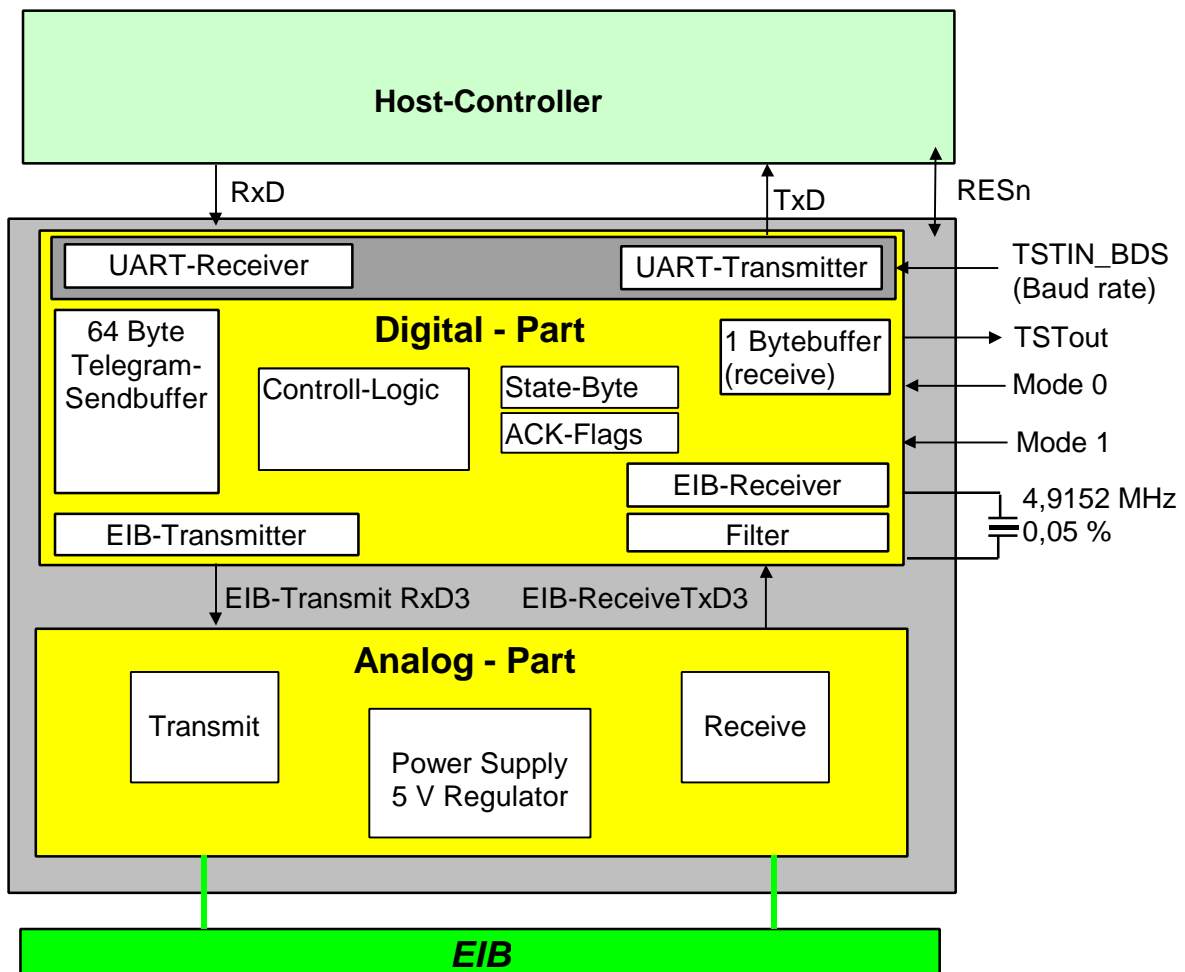 Host-Controller
RxD
TxD
RESn
UART-Receiver
UART-Transmitter
TSTIN_BDS
(Baud rate)
64 Byte
Telegram-
Sendbuffer
Digital - Part
1 Bytebuffer
(receive)
TSTout
Controll-Logic
State-Byte
ACK-Flags
Mode 0
Mode 1
EIB-Receiver
4,9152 MHz
0,05 %
EIB-Transmitter
Filter
EIB-Transmit RxD3
EIB-ReceiveTxD3
Analog - Part
Transmit
Power Supply
5 V Regulator
Receive
EIB